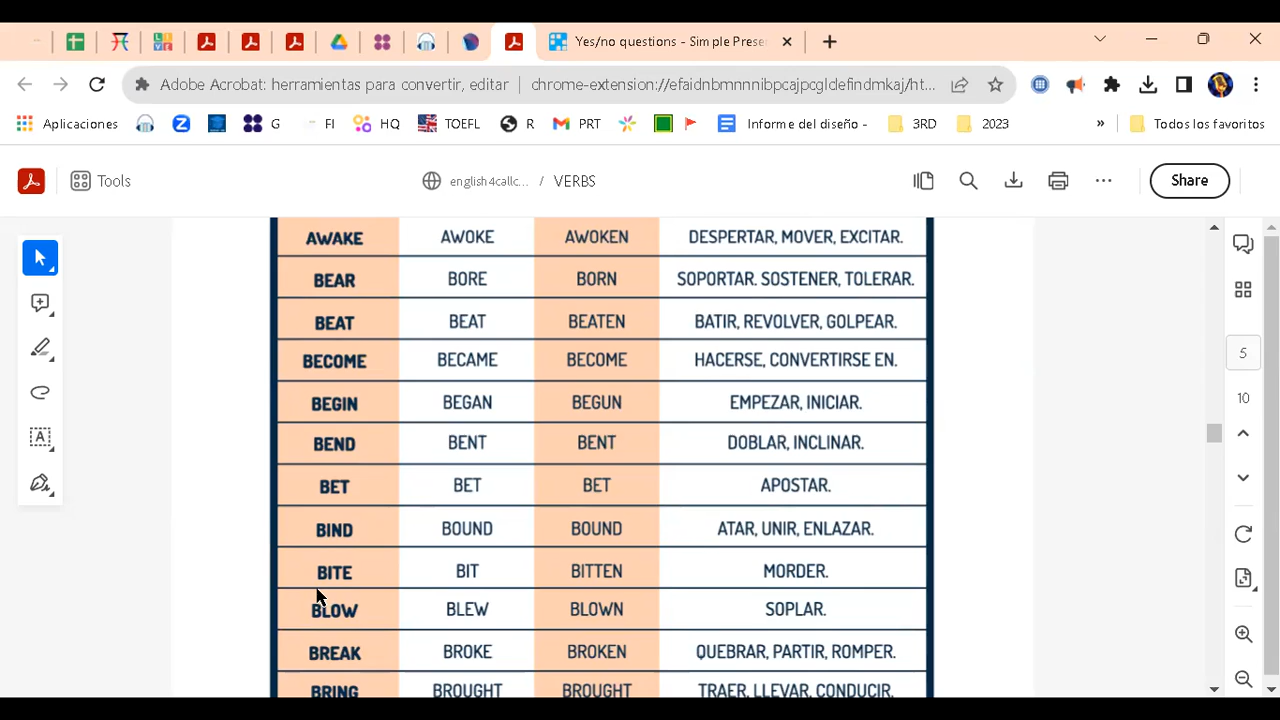 Yes/no questions - Simple Prese
Adobe Acrobat: herramientas para convertir, editar | chrome-extension://efaidnbmnnnibpcajpcglclefindmkaj/ht...
Aplicaciones G FI HQ TOEFL R PRT Informe del diseño - 3RD 2023 » Todos los favoritos
Tools english4callc... / VERBS Share
AWAKE AWOKE AWOKEN DESPERTAR, MOVER, EXCITAR.
BEAR BORE BORN SOPORTAR. SOSTENER, TOLERAR.
BEAT BEAT BEATEN BATIR, REVOLVER, GOLPEAR.
BECOME BECAME BECOME HACERSE, CONVERTIRSE EN.
BEGIN BEGAN BEGUN EMPEZAR, INICIAR.
BEND BENT BENT DOBLAR, INCLINAR.
BET BET BET APOSTAR.
BIND BOUND BOUND ATAR, UNIR, ENLAZAR.
BITE BIT BITTEN MORDER.
BLOW BLEW BLOWN SOPLAR.
BREAK BROKE BROKEN QUEBRAR, PARTIR, ROMPER.
BRING BROUGHT BROUGHT TRAER, LLEVAR, CONDUCIR.
5
10